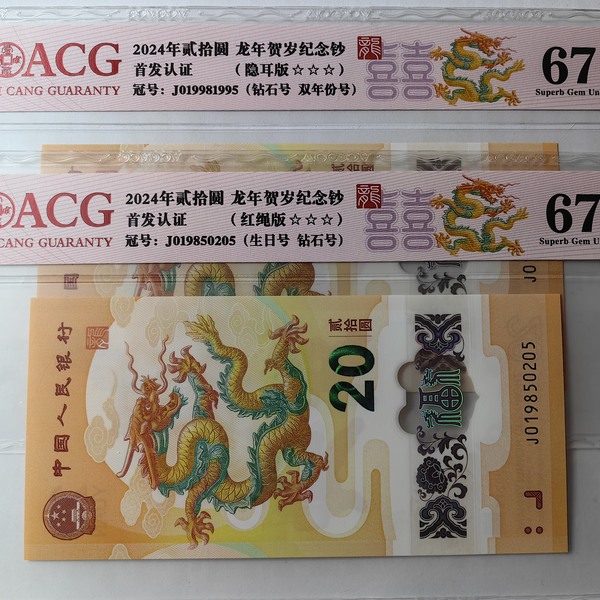 ACG
CANG GUARANTY
2024年贰拾圆 龙年贺岁纪念钞
首发认证 (隐耳版☆☆☆)
冠号: J019981995 (钻石号 双年份号)
龍
67
Superb Gem Un
ACG
CANG GUARANTY
2024年贰拾圆 龙年贺岁纪念钞
首发认证 (红绳版☆☆☆)
冠号: J019850205 (生日号 钻石号)
龍
67
Superb Gem Un
国
J0
中国人民银行
贰拾圆
20
J019850205